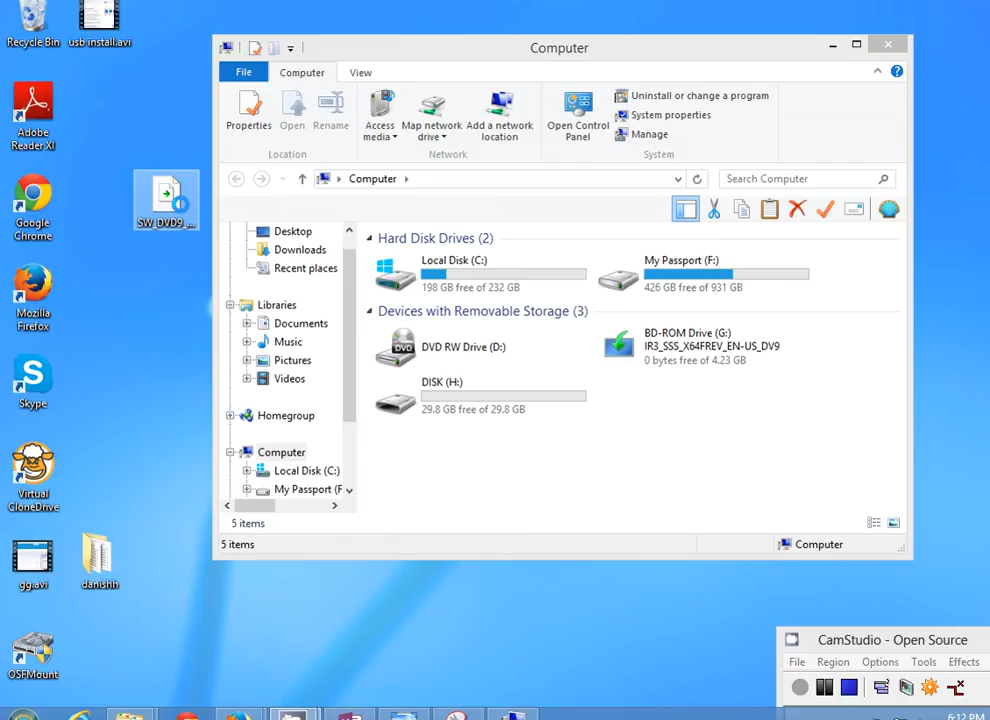 Recycle Bin
usb install.avi
Adobe
Reader XI
Google
Chrome
SW_DVD9_...
Mozilla
Firefox
Skype
Virtual
CloneDrive
gg.avi
danishh
OSFMount
Computer
File
Computer
View
Properties
Open
Rename
Location
Access
media
Map network
drive
Add a network
location
Network
Open Control
Panel
Uninstall or change a program
System properties
Manage
System
Computer
Search Computer
Desktop
Downloads
Recent places
Libraries
Documents
Music
Pictures
Videos
Homegroup
Computer
Local Disk (C:)
My Passport (F
Hard Disk Drives (2)
Local Disk (C:)
198 GB free of 232 GB
My Passport (F:)
426 GB free of 931 GB
Devices with Removable Storage (3)
DVD
DVD RW Drive (D:)
BD-ROM Drive (G:)
IR3_SSS_X64FREV_EN-US_DV9
0 bytes free of 4.23 GB
DISK (H:)
29.8 GB free of 29.8 GB
5 items
5 items
Computer
CamStudio - Open Source
File
Region
Options
Tools
Effects
6:12 PM